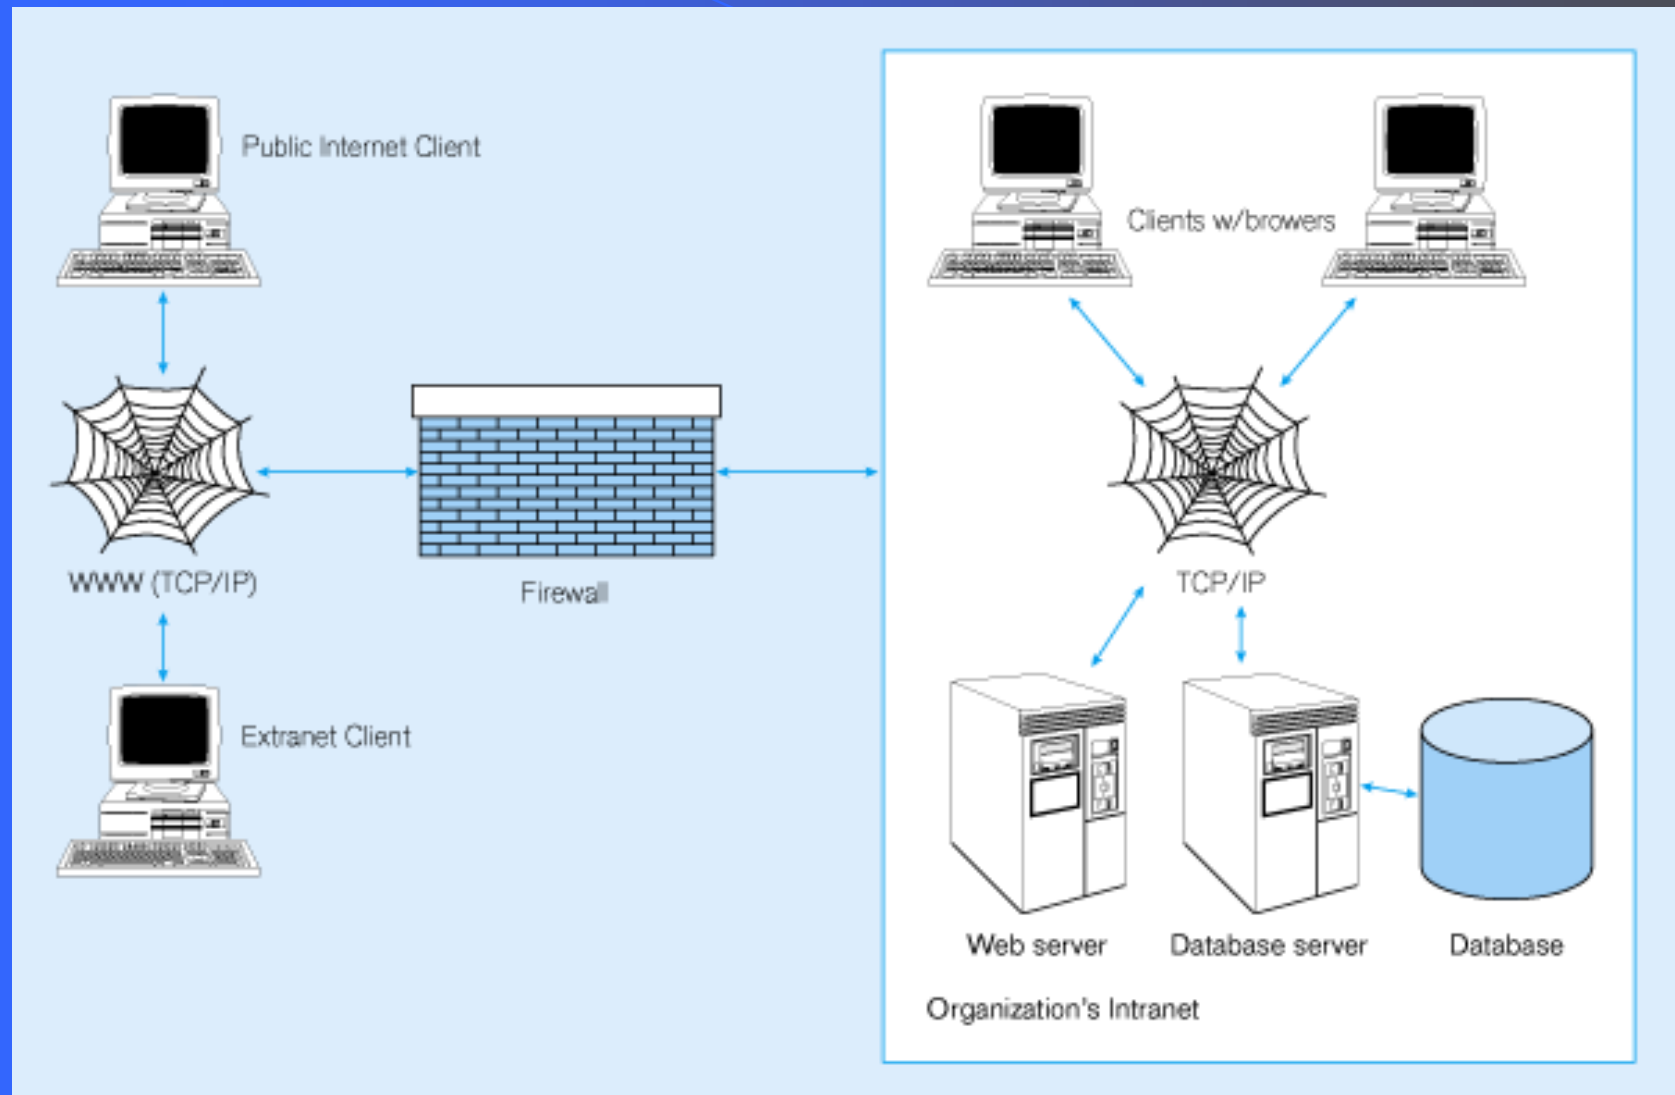 Public Internet Client
Clients w/browers
WWW (TCP/IP)
Firewall
TCP/IP
Extranet Client
Web server
Database server
Database
Organization's Intranet